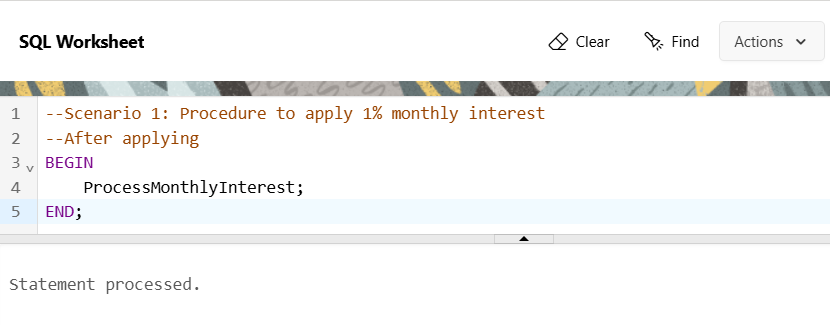 SQL Worksheet
Clear
Find
Actions
1 --Scenario 1: Procedure to apply 1% monthly interest
2 --After applying
3 BEGIN
4 ProcessMonthlyInterest;
5 END;
Statement processed.